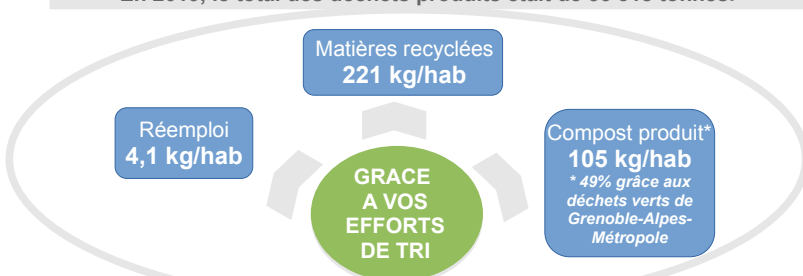 Matières recyclées
221 kg/hab
Réemploi
4,1 kg/hab
Compost produit*
105 kg/hab
* 49% grâce aux
déchets verts de
Grenoble-Alpes-
Métropole
GRACE
A VOS
EFFORTS
DE TRI